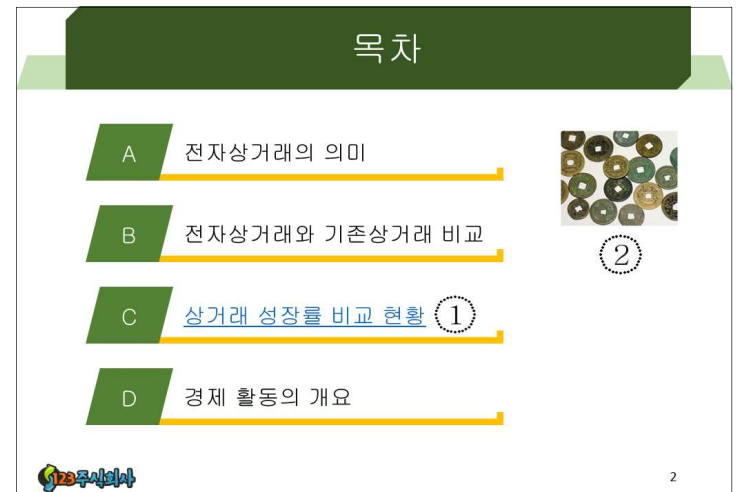 목차
A 전자상거래의 의미
B 전자상거래와 기존상거래 비교
②
C 상거래 성장률 비교 현황 ①
D 경제 활동의 개요
123주식회사
2